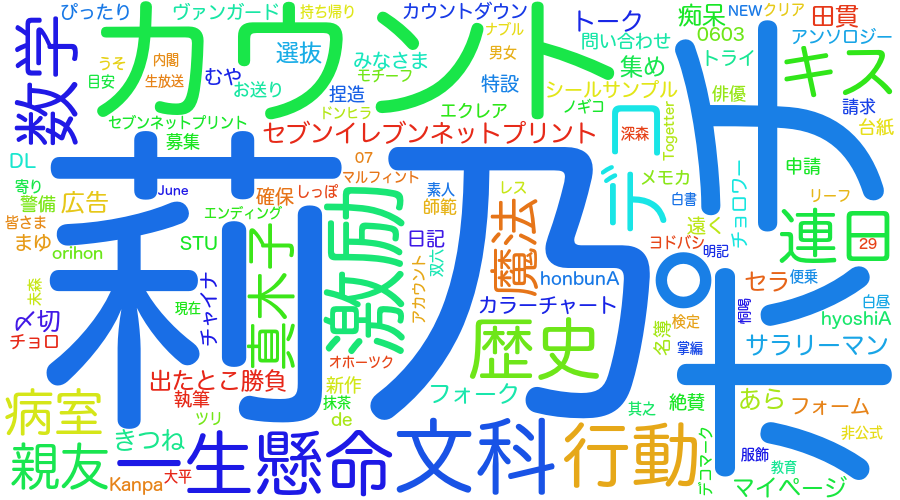 ぴったり
ヴァンガード
持ち帰り
カウントダウン
ナプル
トーク
痴呆
NEW
クリア
田貫
数学
カウント
うそ
内閣
選抜
みなさま
男女
問い合わせ
0603
アンソロジー
目安
生放送
むや
お送り
モチーフ
捏造
特設
集め
トライ
キス
ドンヒラ
エクレア
シールサンプル
俳優
請求
セブンネットプリント
ノギコ
台紙
募集
セブンイレブンネットプリント
デコ
深森
Togetter
ポ스
DL
07
マルフィント
申請
寄り
June
確保
しっぽ
素人
レス
メモカ
白書
リーフ
警備
広告
莉乃
師範
遠く
チョロワー
連日
皆さま
エンディング
激励
魔法
まゆ
STU
真木子
日記
ヨドバシ
29
orihon
双六
明記
未森
現在
アカウント
honbunA
セラ
便乗
〆切
チャイナ
カラーチャート
恫喝
白昼
チョロ
名簿
検定
hyoshiA
オホーツク
歴史
掌編
サラリーマン
出たとこ勝負
新作
フォーク
病室
執筆
抹茶
其之
絶賛
あら
フォーム
ツリ
de
きつね
文科
行動
デコマーク
非公式
親友
一生懸命
服飾
教育
Kanpa
大平
マイページ